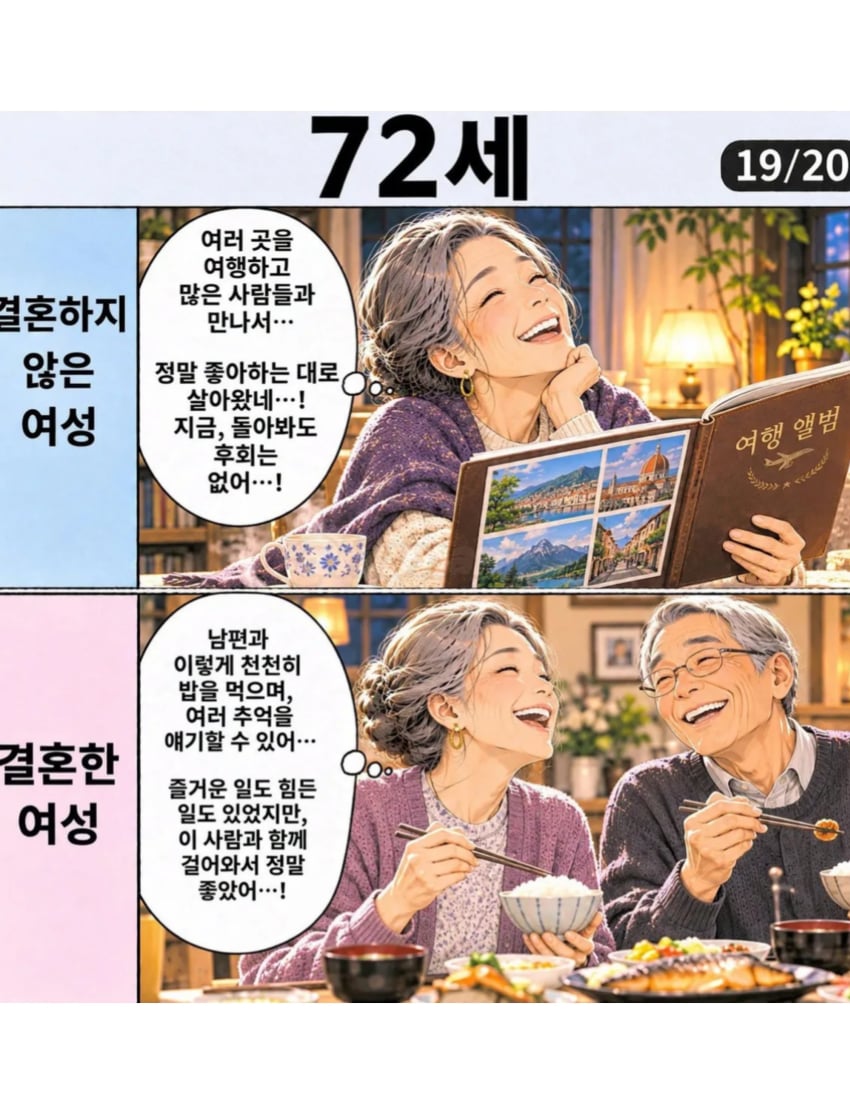 72세
19/20
결혼하지
않은
여성
여러 곳을
여행하고
많은 사람들과
만나서…
정말 좋아하는 대로
살아왔네…!
지금, 돌아봐도
후회는
없어…!
여행 앨범
결혼한
여성
남편과
이렇게 천천히
밥을 먹으며,
여러 추억을
얘기할 수 있어…
즐거운 일도 힘든
일도 있었지만,
이 사람과 함께
걸어와서 정말
좋았어…!